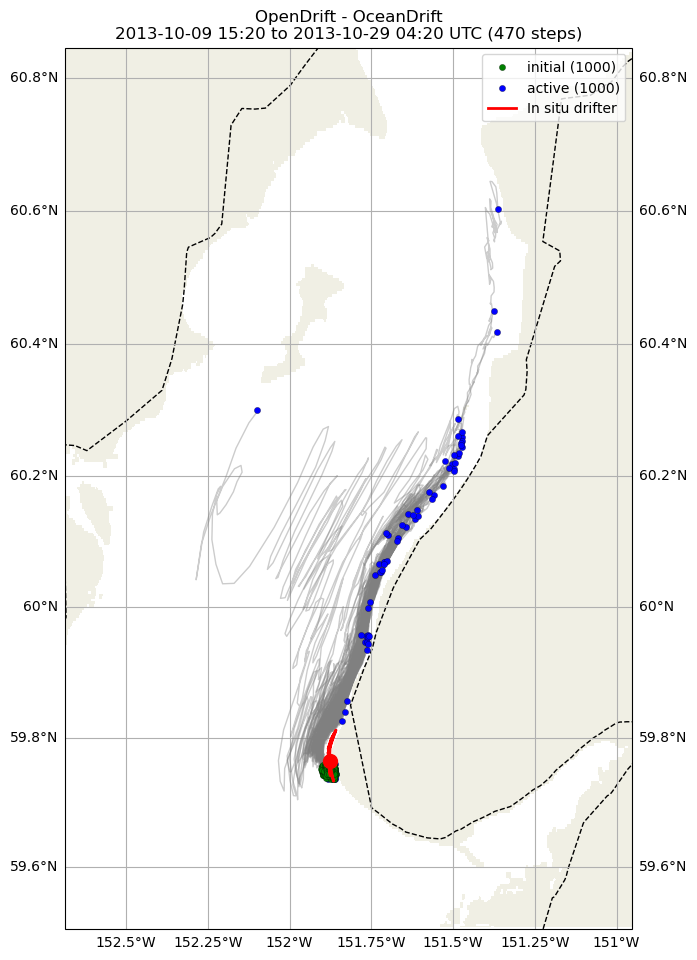 OpenDrift - OceanDrift
2013-10-09 15:20 to 2013-10-29 04:20 UTC (470 steps)
initial (1000)
active (1000)
In situ drifter
60.8°N
60.8°N
60.6°N
60.6°N
60.4°N
60.4°N
60.2°N
60.2°N
60°N
60°N
59.8°N
59.8°N
59.6°N
59.6°N
152.5°W
152.25°W
152°W
151.75°W
151.5°W
151.25°W
151°W